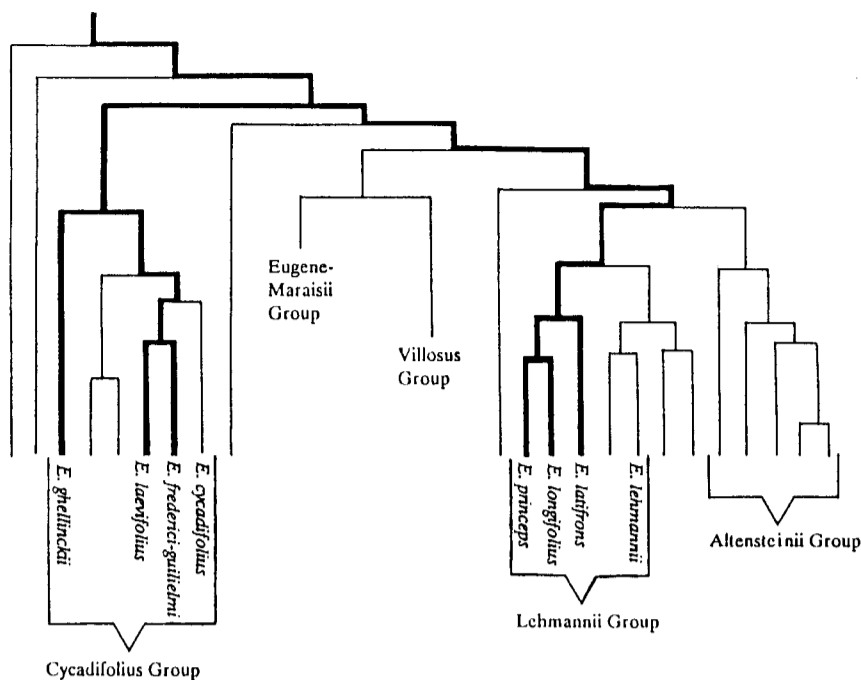 Eugene-
Maraisii
Group
Villosus
Group
E. ghellinckii
E. laevifolius
E. frederici-guilielmi
E. cycadifolius
E. princeps
E. longifolius
E. latifrons
E. lehmannii
Altensteinii Group
Lehmannii Group
Cycadifolius Group